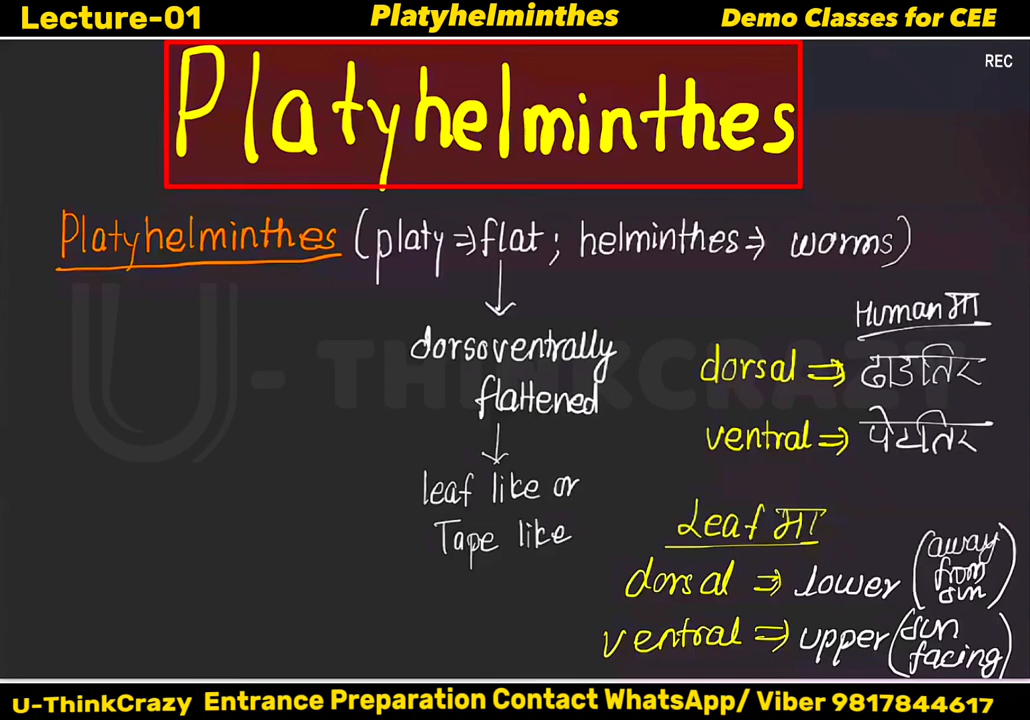 Lecture-01 Platyhelminthes Demo Classes for CEE
REC
Platyhelminthes
Platyhelminthes (platy ⇒ flat ; helminthes ⇒ worms)
↓
dorsoventrally
flattened
↓
leaf like or
Tape like
Human मा
dorsal ⇒ ढाडतिर
ventral ⇒ पेटतिर
Leaf मा
dorsal ⇒ lower (away from sun)
ventral ⇒ upper (sun facing)
U-THINKCRAZY
U-ThinkCrazy Entrance Preparation Contact WhatsApp/ Viber 9817844617